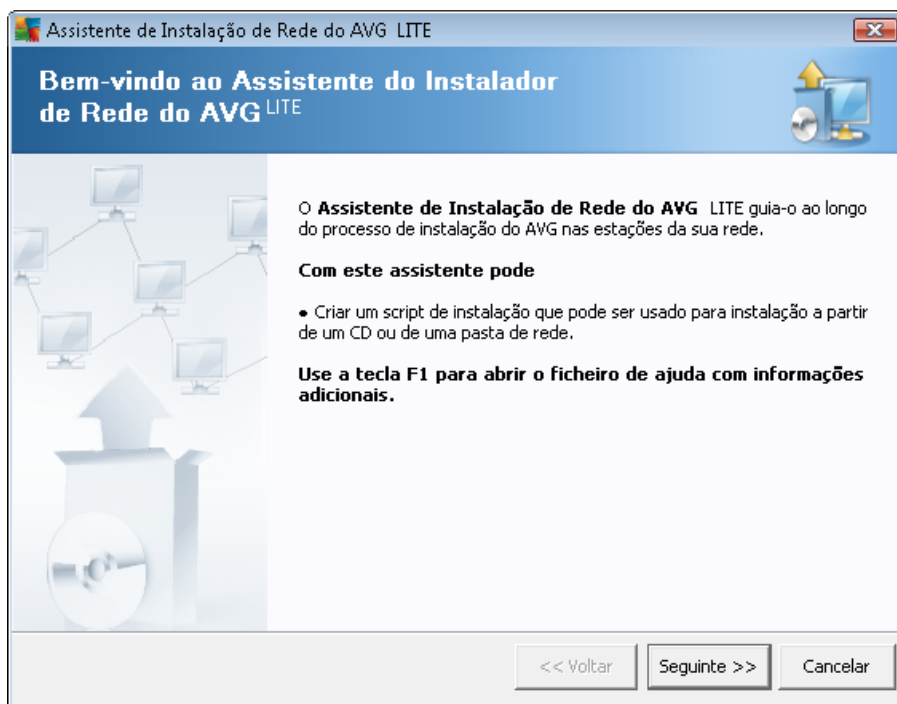 Assistente de Instalação de Rede do AVG LITE
Bem-vindo ao Assistente do Instalador
de Rede do AVG LITE
O Assistente de Instalação de Rede do AVG LITE guia-o ao longo
do processo de instalação do AVG nas estações da sua rede.
Com este assistente pode
• Criar um script de instalação que pode ser usado para instalação a partir
de um CD ou de uma pasta de rede.
Use a tecla F1 para abrir o ficheiro de ajuda com informações
adicionais.
<< Voltar
Seguinte >>
Cancelar